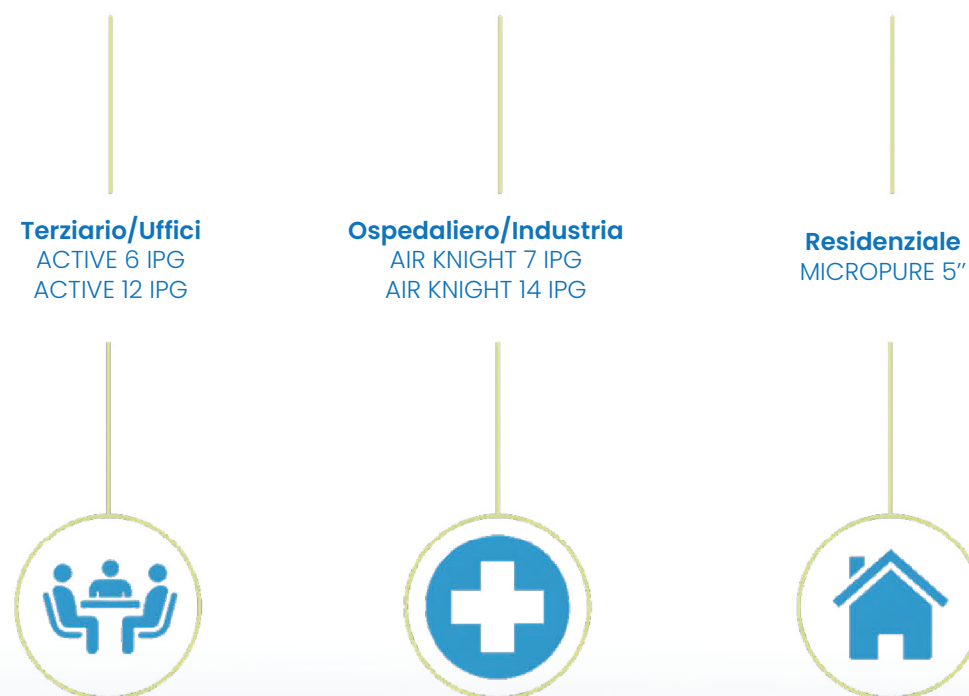 Terziario/Uffici
ACTIVE 6 IPG
ACTIVE 12 IPG
Ospedaliero/Industria
AIR KNIGHT 7 IPG
AIR KNIGHT 14 IPG
Residenziale
MICROPURE 5’’